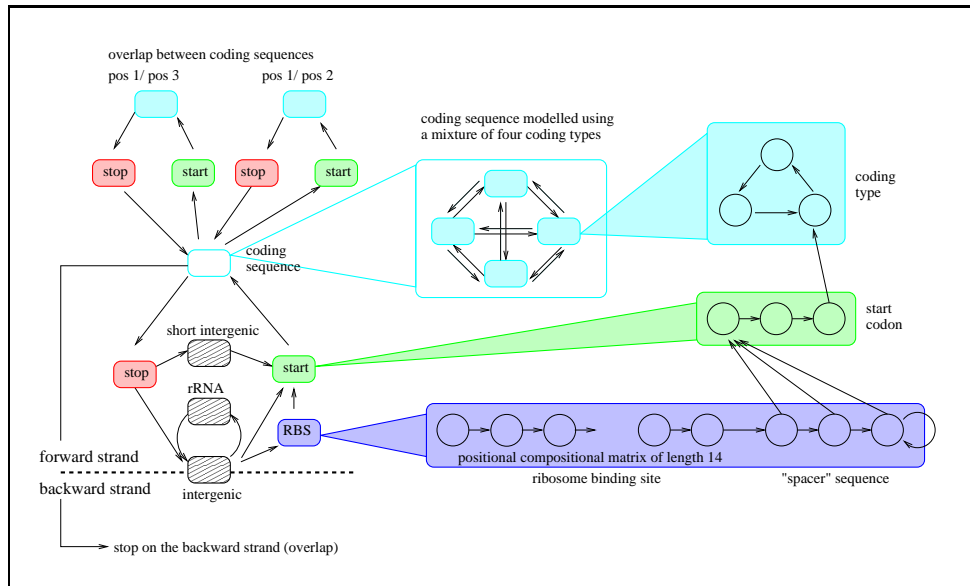 overlap between coding sequences
pos 1/ pos 3
pos 1/ pos 2
coding sequence modelled using
a mixture of four coding types
stop
start
stop
start
coding
type
coding
sequence
start
codon
short intergenic
stop
start
rRNA
RBS
positional compositional matrix of length 14
forward strand
backward strand
intergenic
ribosome binding site
"spacer" sequence
stop on the backward strand (overlap)